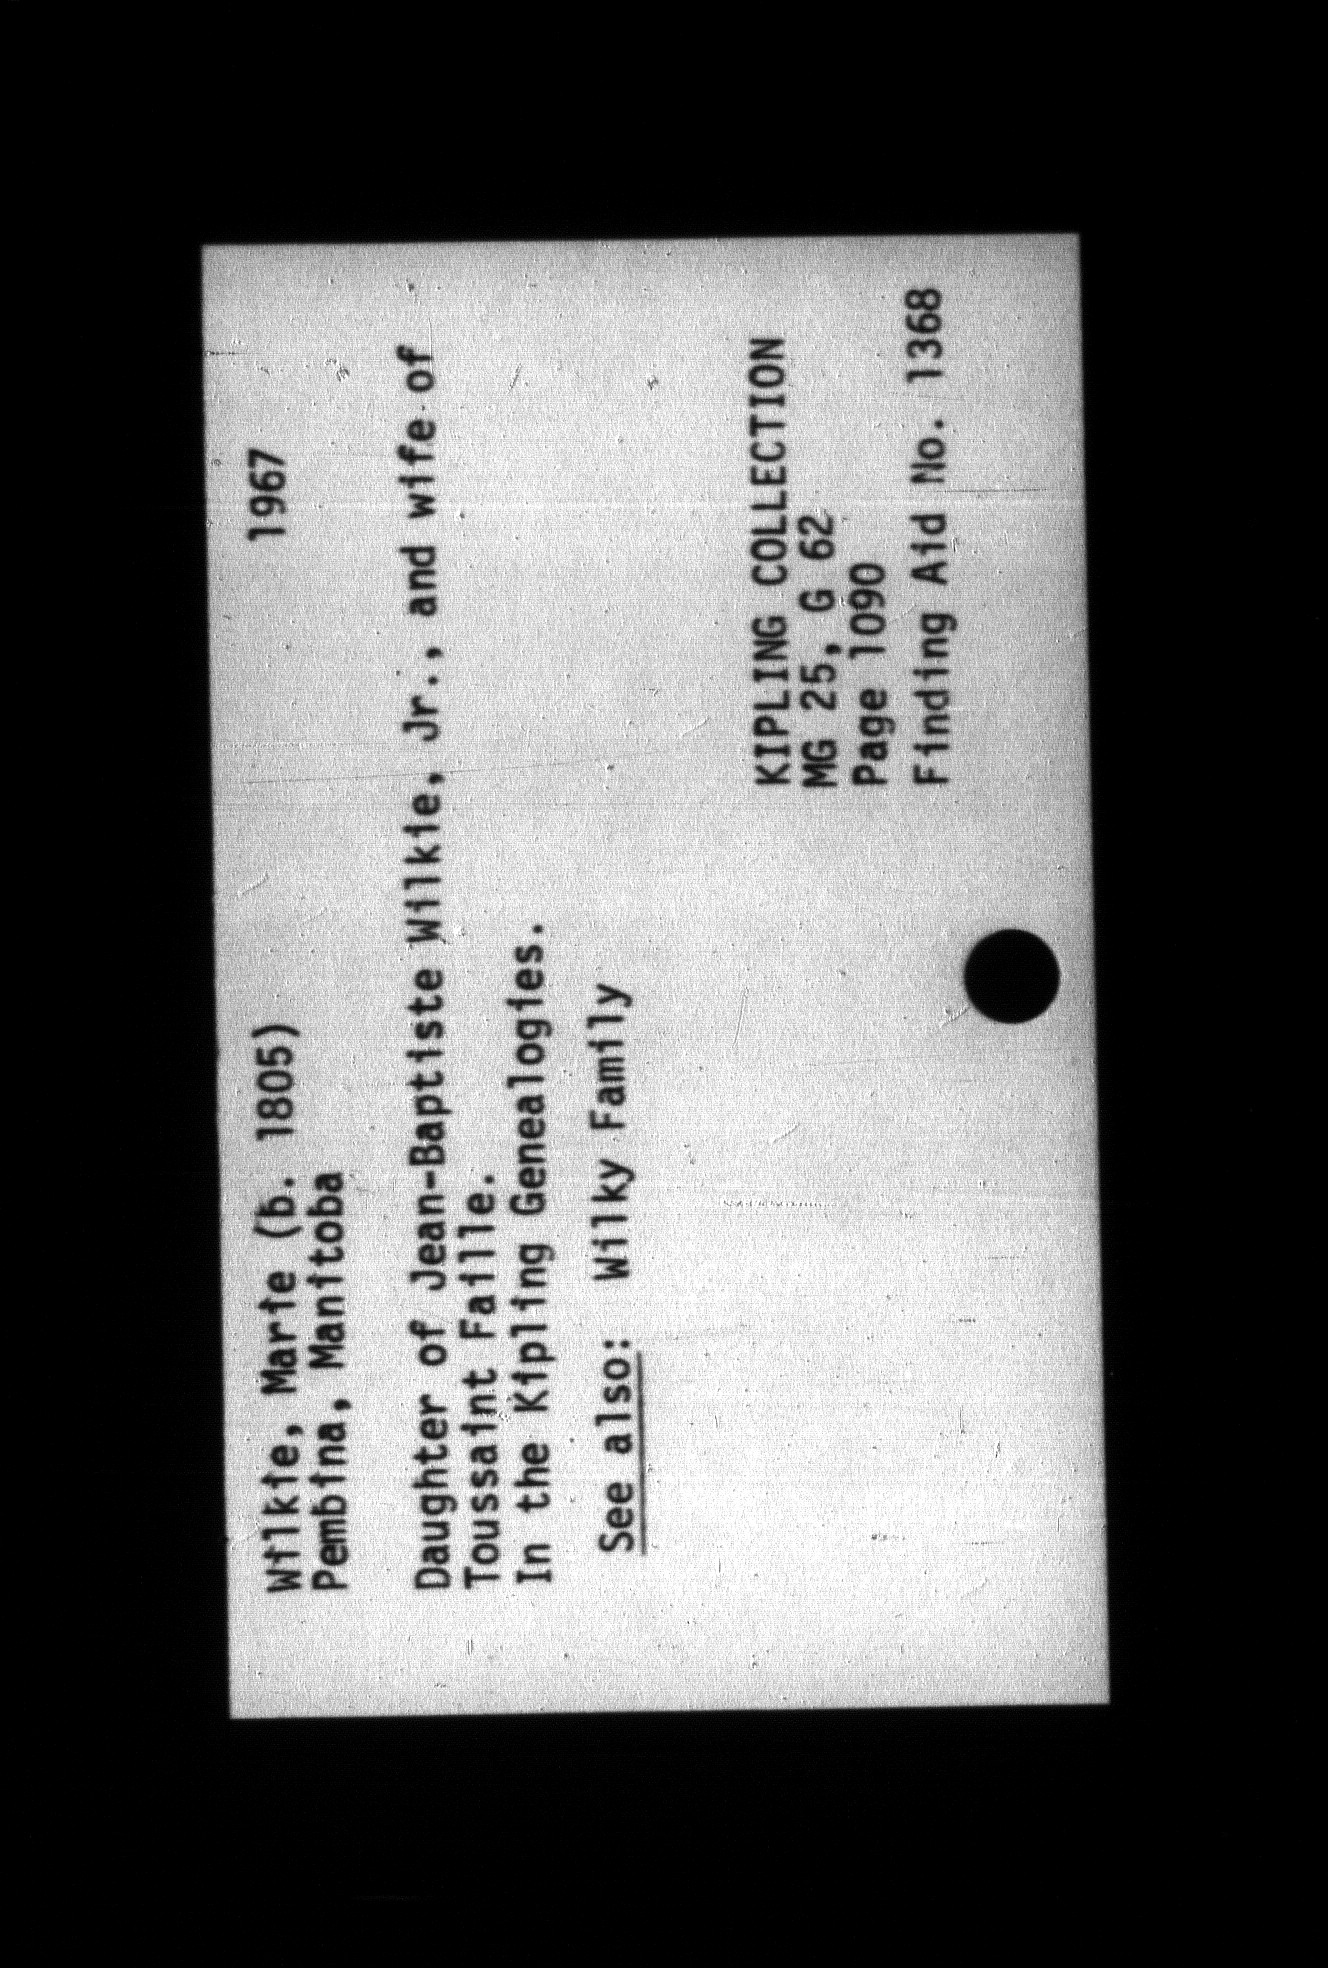 Wilkie, Marie (b. 1805) 1967
Pembina, Manitoba
Daughter of Jean-Baptiste Wilkie, Jr., and wife of
Toussaint Faille.
In the Kipling Genealogies.
See also: Wilky Family
KIPLING COLLECTION
MG 25, G 62
Page 1090
Finding Aid No. 1368